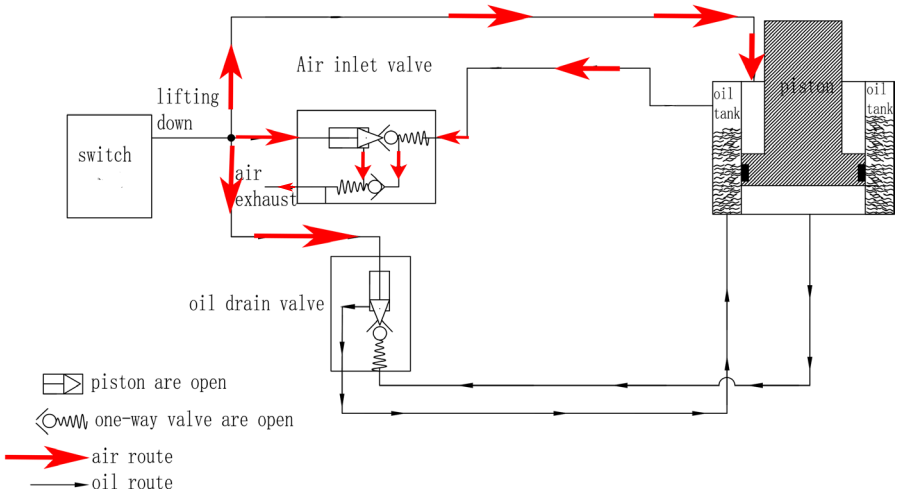 Air inlet valve
piston
oil
tank
oil
tank
lifting
down
switch
air
exhaust
oil drain valve
piston are open
one-way valve are open
air route
oil route